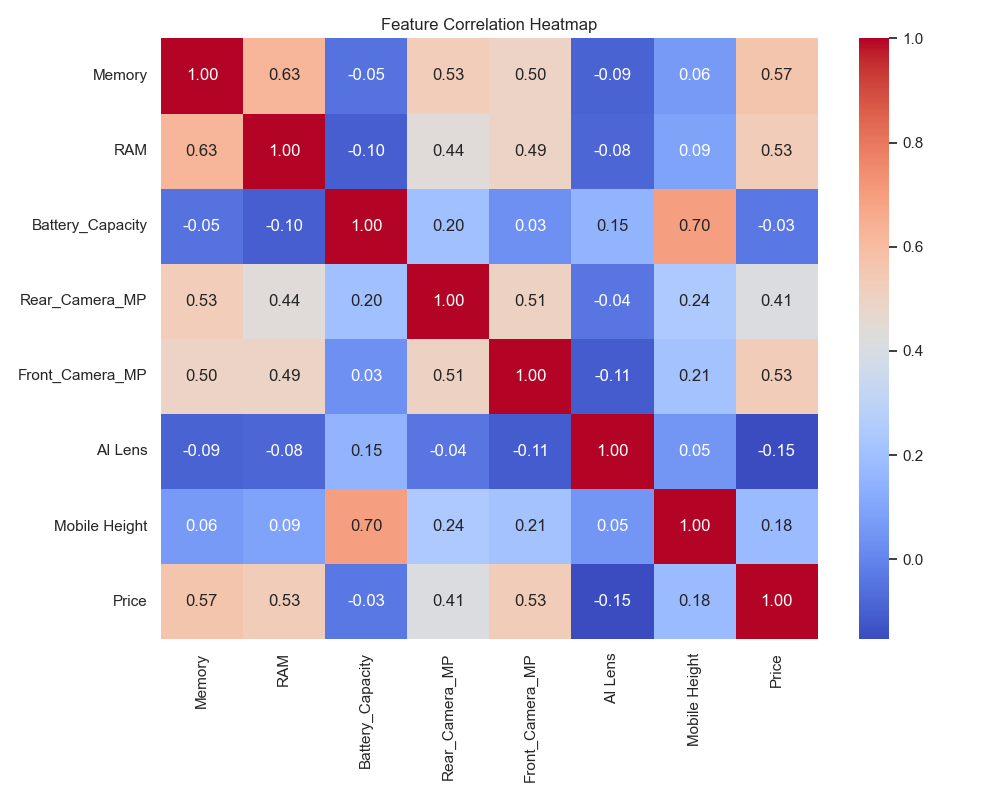 Feature Correlation Heatmap
Memory 1.00 0.63 -0.05 0.53 0.50 -0.09 0.06 0.57
RAM 0.63 1.00 -0.10 0.44 0.49 -0.08 0.09 0.53
Battery_Capacity -0.05 -0.10 1.00 0.20 0.03 0.15 0.70 -0.03
Rear_Camera_MP 0.53 0.44 0.20 1.00 0.51 -0.04 0.24 0.41
Front_Camera_MP 0.50 0.49 0.03 0.51 1.00 -0.11 0.21 0.53
AI Lens -0.09 -0.08 0.15 -0.04 -0.11 1.00 0.05 -0.15
Mobile Height 0.06 0.09 0.70 0.24 0.21 0.05 1.00 0.18
Price 0.57 0.53 -0.03 0.41 0.53 -0.15 0.18 1.00
Memory
RAM
Battery_Capacity
Rear_Camera_MP
Front_Camera_MP
AI Lens
Mobile Height
Price
1.0
0.8
0.6
0.4
0.2
0.0